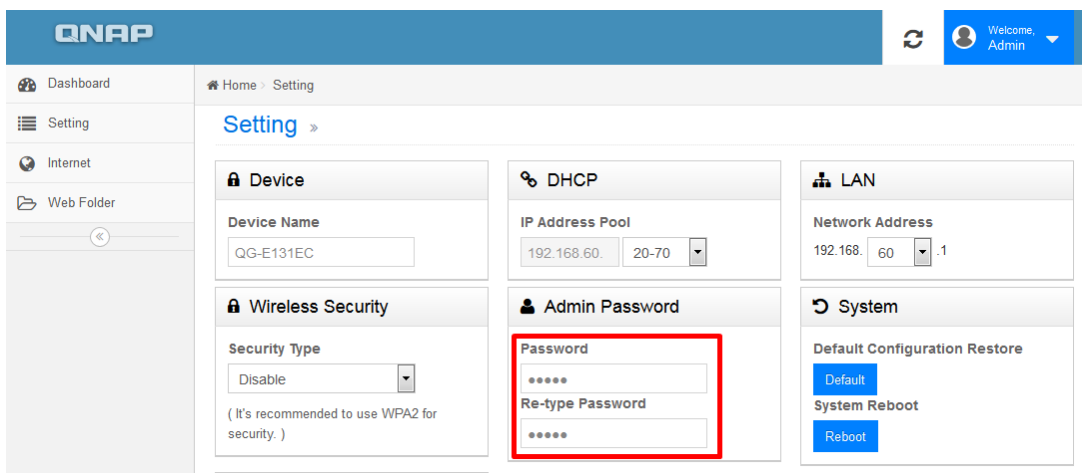 QNAP
Welcome,
Admin
Dashboard
Setting
Internet
Web Folder
Home > Setting
Setting »
Device
Device Name
QG-E131EC
DHCP
IP Address Pool
192.168.60. 20-70
LAN
Network Address
192.168. 60 .1
Wireless Security
Security Type
Disable
( It's recommended to use WPA2 for
security. )
Admin Password
Password
•••••
Re-type Password
•••••
System
Default Configuration Restore
Default
System Reboot
Reboot